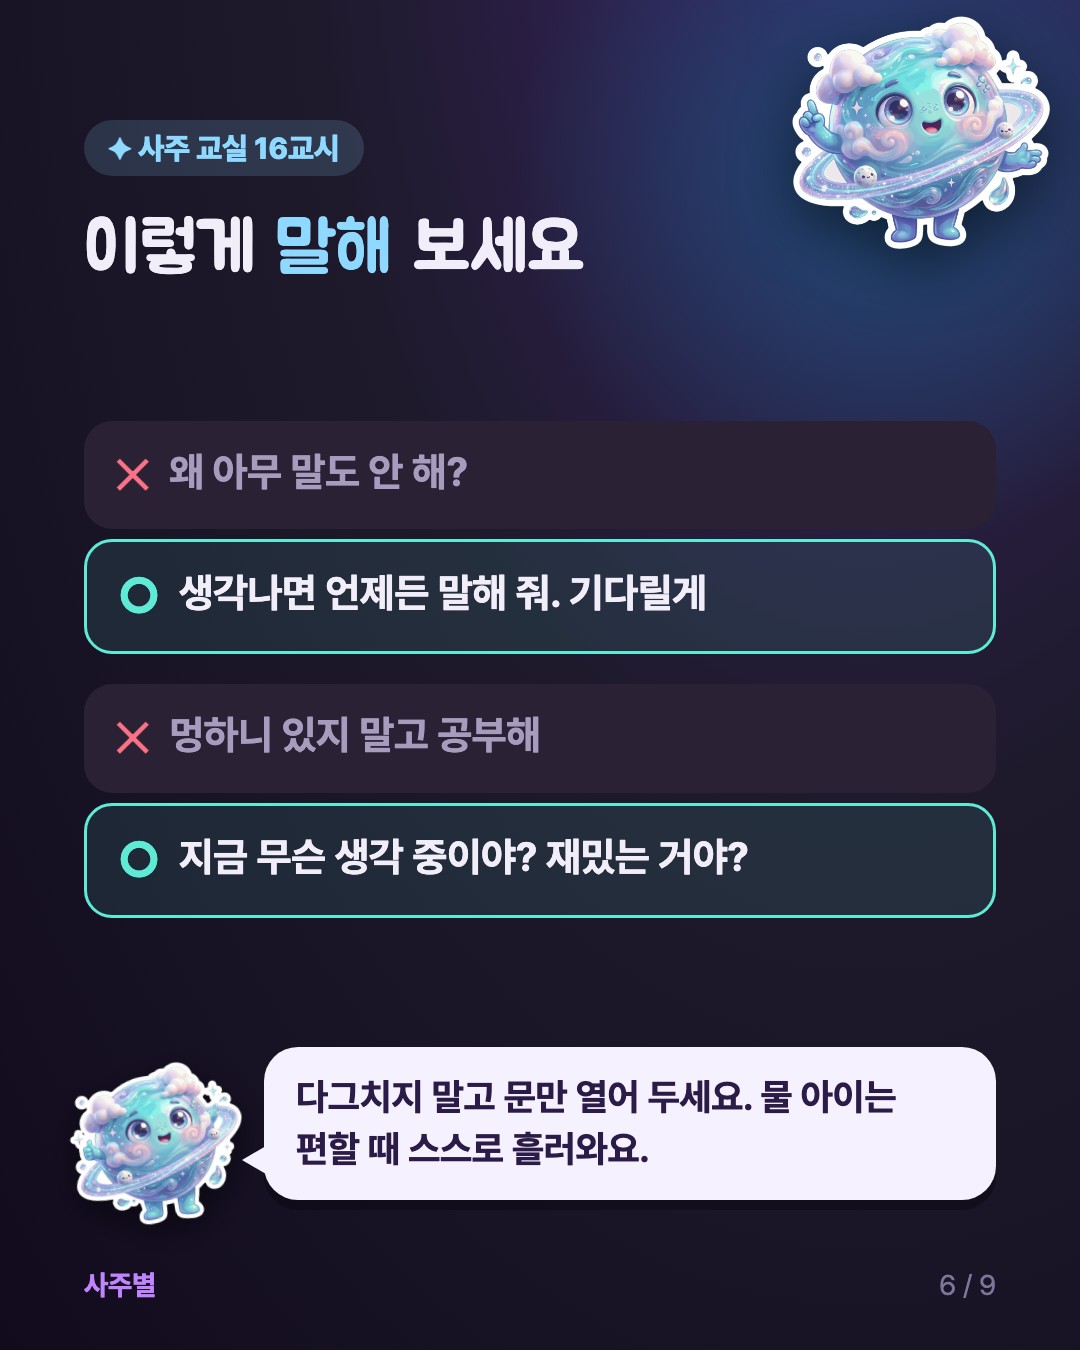 ✦ 사주 교실 16교시
이렇게 말해 보세요
왜 아무 말도 안 해?
생각나면 언제든 말해 줘. 기다릴게
멍하니 있지 말고 공부해
지금 무슨 생각 중이야? 재밌는 거야?
다그치지 말고 문만 열어 두세요. 물 아이는
편할 때 스스로 흘러와요.
사주별
6 / 9